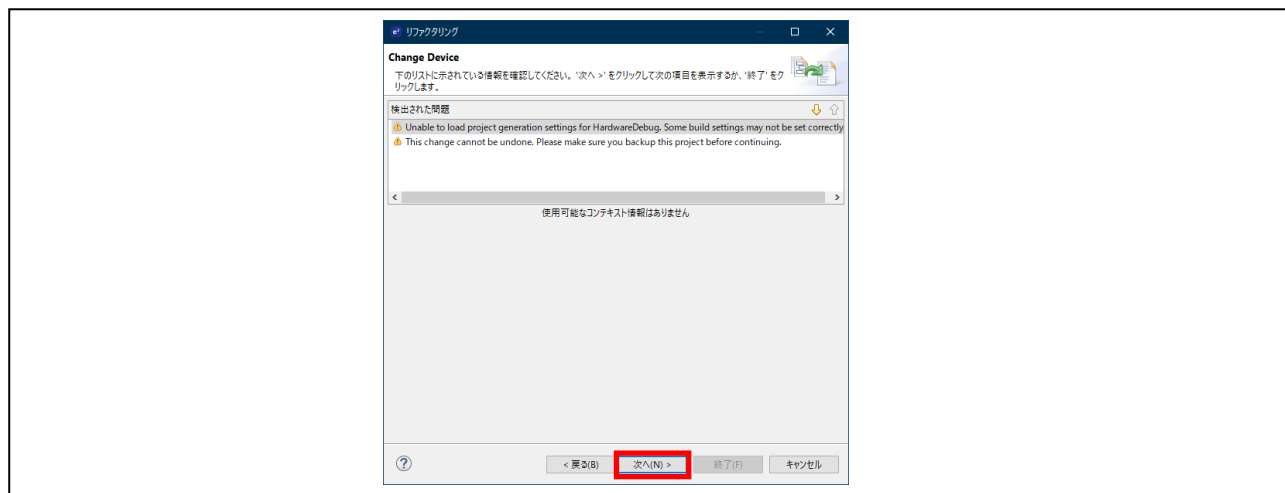 e² リファクタリング
Change Device
下のリストに示されている情報を確認してください。'次へ >' をクリックして次の項目を表示するか、'終了' をク
リックします。
検出された問題
Unable to load project generation settings for HardwareDebug. Some build settings may not be set correctly
This change cannot be undone. Please make sure you backup this project before continuing.
使用可能なコンテキスト情報はありません
< 戻る(B) 次へ(N) > 終了(F) キャンセル